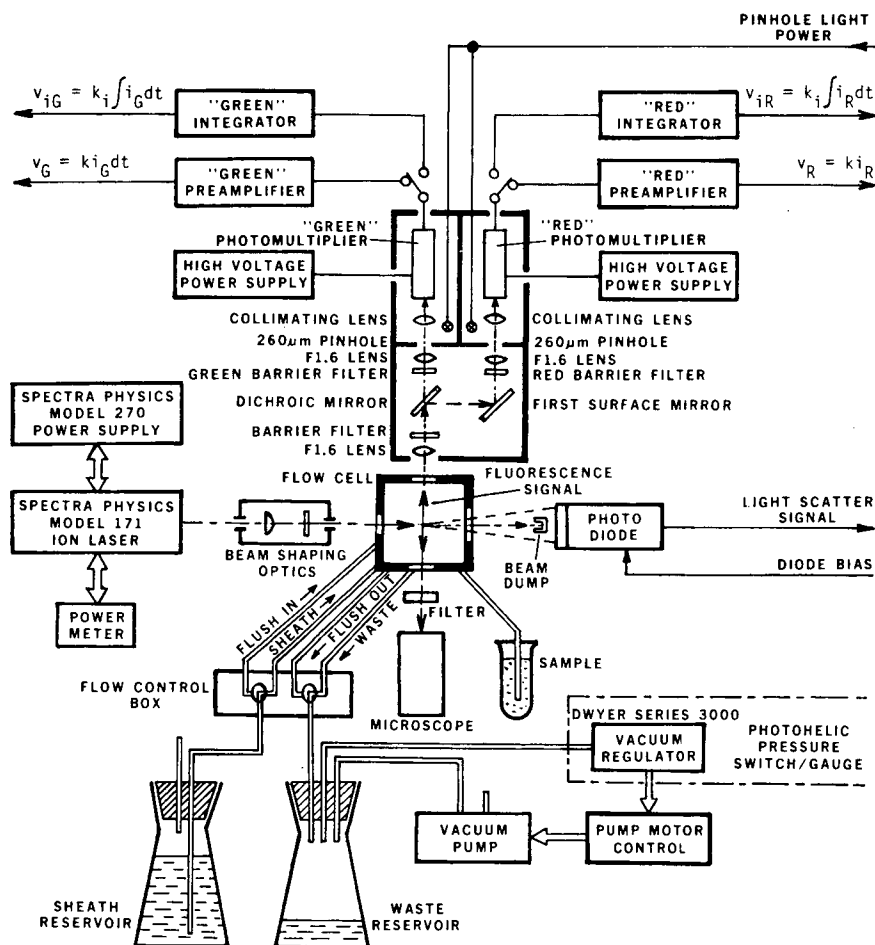 PINHOLE LIGHT
POWER
v_iG = k_i∫i_G dt
"GREEN"
INTEGRATOR
"RED"
INTEGRATOR
v_iR = k_i∫i_R dt
v_G = ki_G dt
"GREEN"
PREAMPLIFIER
"RED"
PREAMPLIFIER
v_R = ki_R
"GREEN"
PHOTOMULTIPLIER
"RED"
PHOTOMULTIPLIER
HIGH VOLTAGE
POWER SUPPLY
HIGH VOLTAGE
POWER SUPPLY
COLLIMATING LENS
COLLIMATING LENS
260μm PINHOLE
260μm PINHOLE
F1.6 LENS
F1.6 LENS
GREEN BARRIER FILTER
RED BARRIER FILTER
DICHROIC MIRROR
FIRST SURFACE MIRROR
BARRIER FILTER
F1.6 LENS
SPECTRA PHYSICS
MODEL 270
POWER SUPPLY
FLOW CELL
FLUORESCENCE
SIGNAL
SPECTRA PHYSICS
MODEL 171
ION LASER
BEAM SHAPING
OPTICS
BEAM
DUMP
PHOTO
DIODE
LIGHT SCATTER
SIGNAL
DIODE BIAS
POWER
METER
FLUSH IN
SHEATH
FLUSH OUT
WASTE
FILTER
MICROSCOPE
SAMPLE
FLOW CONTROL
BOX
DWYER SERIES 3000
VACUUM
REGULATOR
PHOTOHELIC
PRESSURE
SWITCH/GAUGE
VACUUM
PUMP
PUMP MOTOR
CONTROL
SHEATH
RESERVOIR
WASTE
RESERVOIR